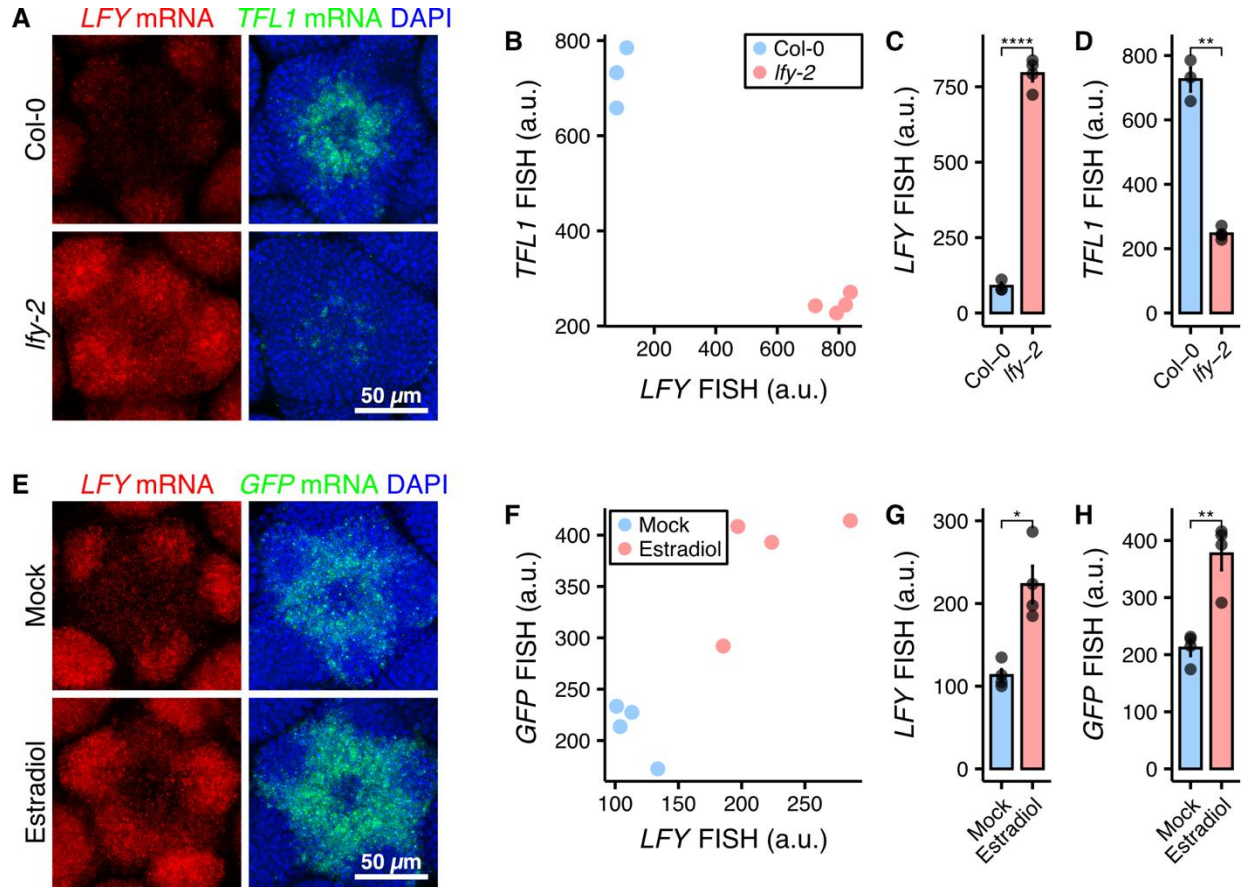 A
LFY mRNA
TFL1 mRNA DAPI
Col-0
lfy-2
50 µm
B
TFL1 FISH (a.u.)
800
600
400
200
200 400 600 800
LFY FISH (a.u.)
Col-0
lfy-2
C
LFY FISH (a.u.)
****
750
500
250
0
Col-0
lfy-2
D
TFL1 FISH (a.u.)
**
800
600
400
200
0
Col-0
lfy-2
E
LFY mRNA
GFP mRNA DAPI
Mock
Estradiol
50 µm
F
GFP FISH (a.u.)
400
350
300
250
200
100 150 200 250
LFY FISH (a.u.)
Mock
Estradiol
G
LFY FISH (a.u.)
*
300
200
100
0
Mock
Estradiol
H
GFP FISH (a.u.)
**
400
300
200
100
0
Mock
Estradiol